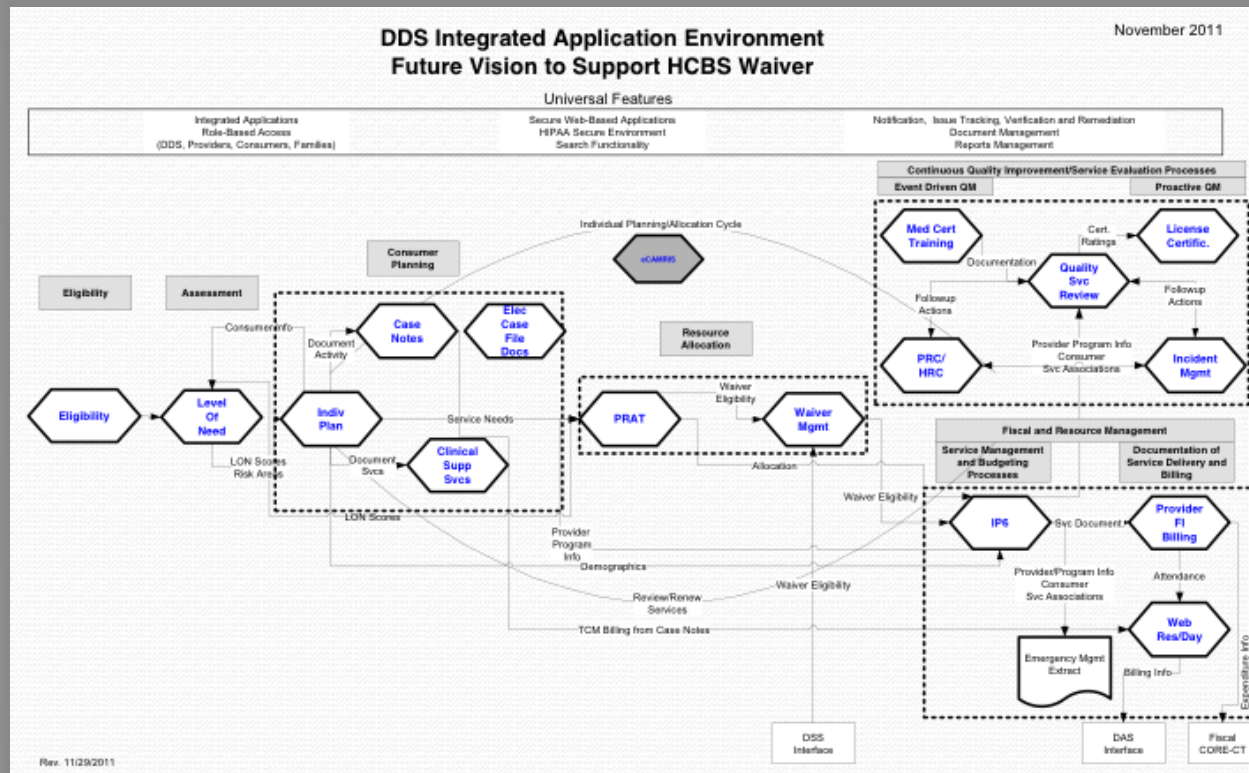 November 2011
DDS Integrated Application Environment
Future Vision to Support HCBS Waiver
Universal Features
Integrated Applications
Role-Based Access
(DDS, Providers, Consumers, Families)
Secure Web-Based Applications
HIPAA Secure Environment
Search Functionality
Notification, Issue Tracking, Verification and Remediation
Document Management
Reports Management
Continuous Quality Improvement/Service Evaluation Processes
Event Driven QM
Proactive QM
Med Cert
Training
Cert.
Ratings
License
Certific.
Documentation
Quality
Svc
Review
Followup
Actions
Followup
Actions
Provider Program Info
Consumer
Svc Associations
PRC/
HRC
Incident
Mgmt
Individual Planning/Allocation Cycle
eCAMRIS
Consumer
Planning
Eligibility
Assessment
Resource
Allocation
Consumer Info
Document
Activity
Case
Notes
Elec
Case
File
Docs
Eligibility
Level
Of
Need
Indiv
Plan
Service Needs
PRAT
Waiver
Eligibility
Waiver
Mgmt
LON Scores
Risk Areas
Document
Svcs
Clinical
Supp
Svcs
Allocation
LON Scores
Waiver Eligibility
Fiscal and Resource Management
Service Management
and Budgeting
Processes
Documentation of
Service Delivery and
Billing
IP6
Svc Document
Provider
FI
Billing
Provider
Program
Info
Demographics
Waiver Eligibility
Review/Renew
Services
TCM Billing from Case Notes
Provider/Program Info
Consumer
Svc Associations
Attendance
Web
Res/Day
Emergency Mgmt
Extract
Billing Info
Expenditure Info
DSS
Interface
DAS
Interface
Fiscal
CORE-CT
Rev. 11/29/2011